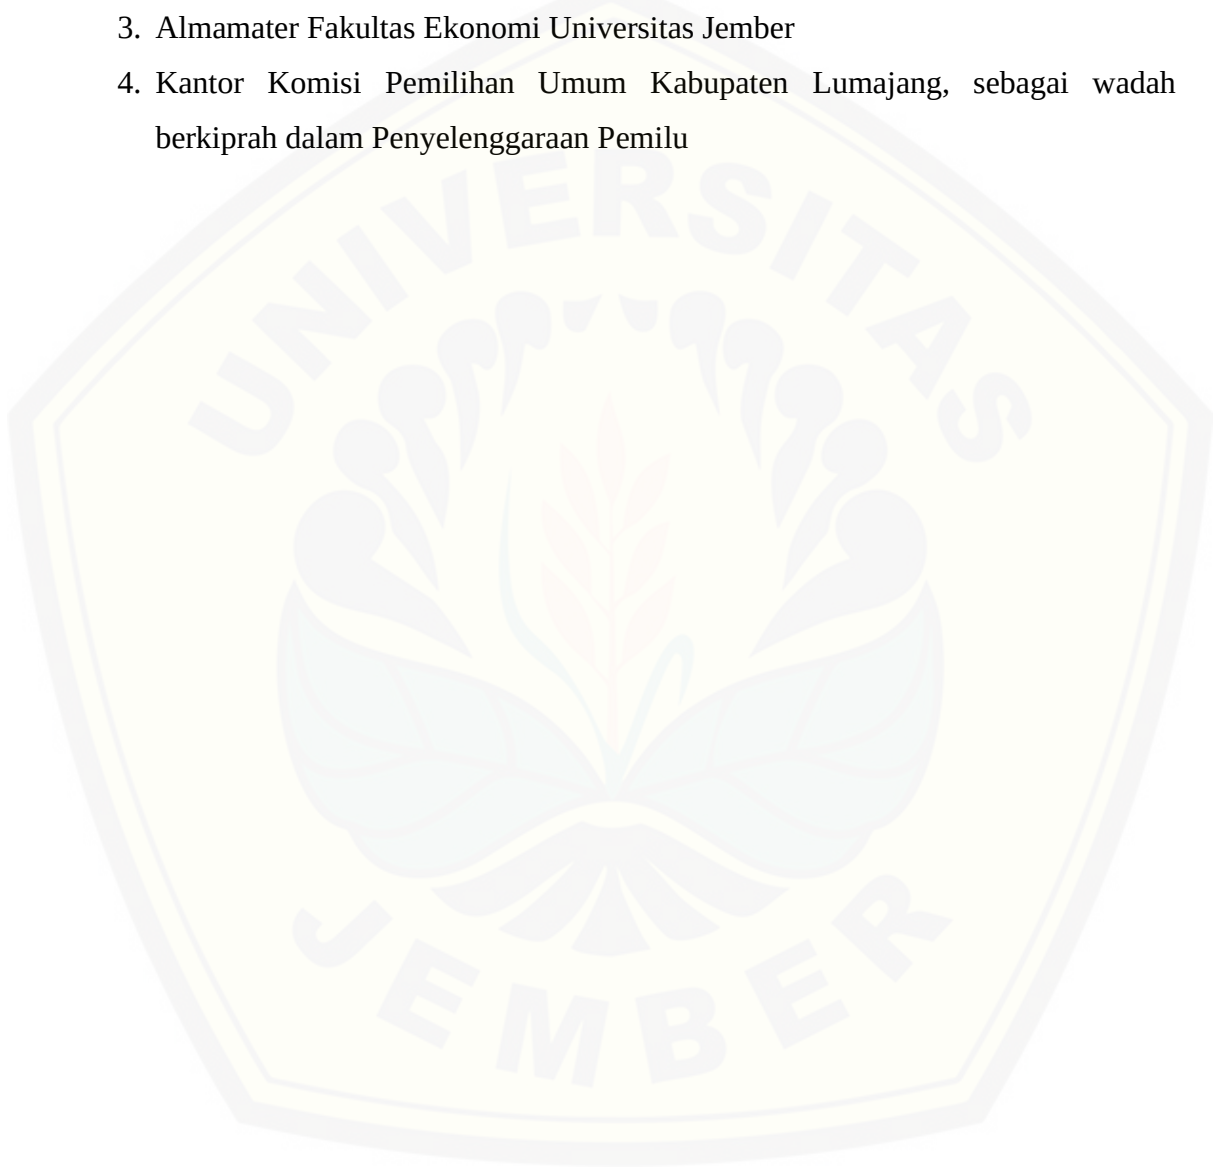 3. Almamater Fakultas Ekonomi Universitas Jember
4. Kantor Komisi Pemilihan Umum Kabupaten Lumajang, sebagai wadah
berkiprah dalam Penyelenggaraan Pemilu
UNIVERSITAS
JEMBER